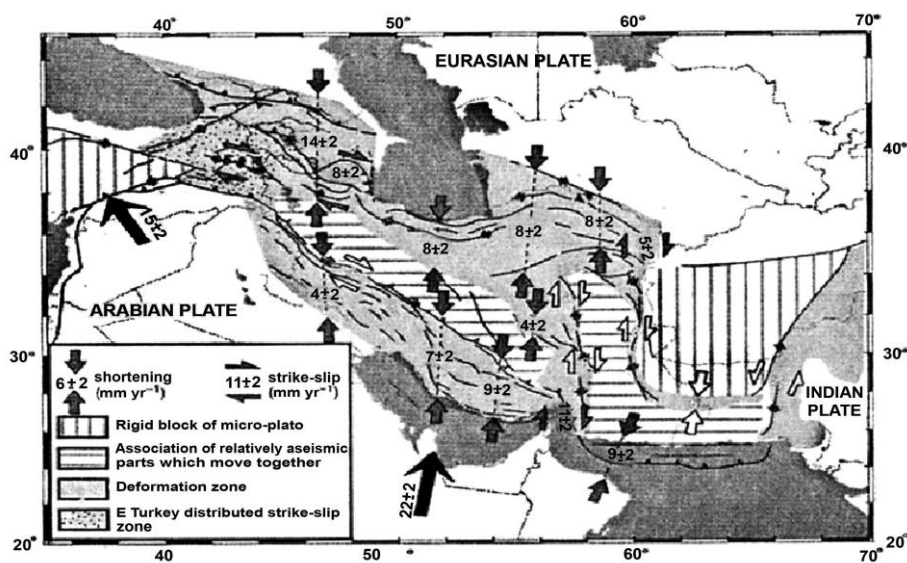 40° 50° 60° 70°
EURASIAN PLATE
40° 40°
14±2
8±2
15±2
8±2 8±2 8±2 5±2
ARABIAN PLATE
4±2
4±2
30° 30°
7±2
9±2
11±2
INDIAN PLATE
9±2
22±2
6±2 shortening (mm yr⁻¹)
11±2 strike-slip (mm yr⁻¹)
Rigid block of micro-plato
Association of relatively aseismic
parts which move together
Deformation zone
E Turkey distributed strike-slip
zone
20° 20°
40° 50° 60° 70°